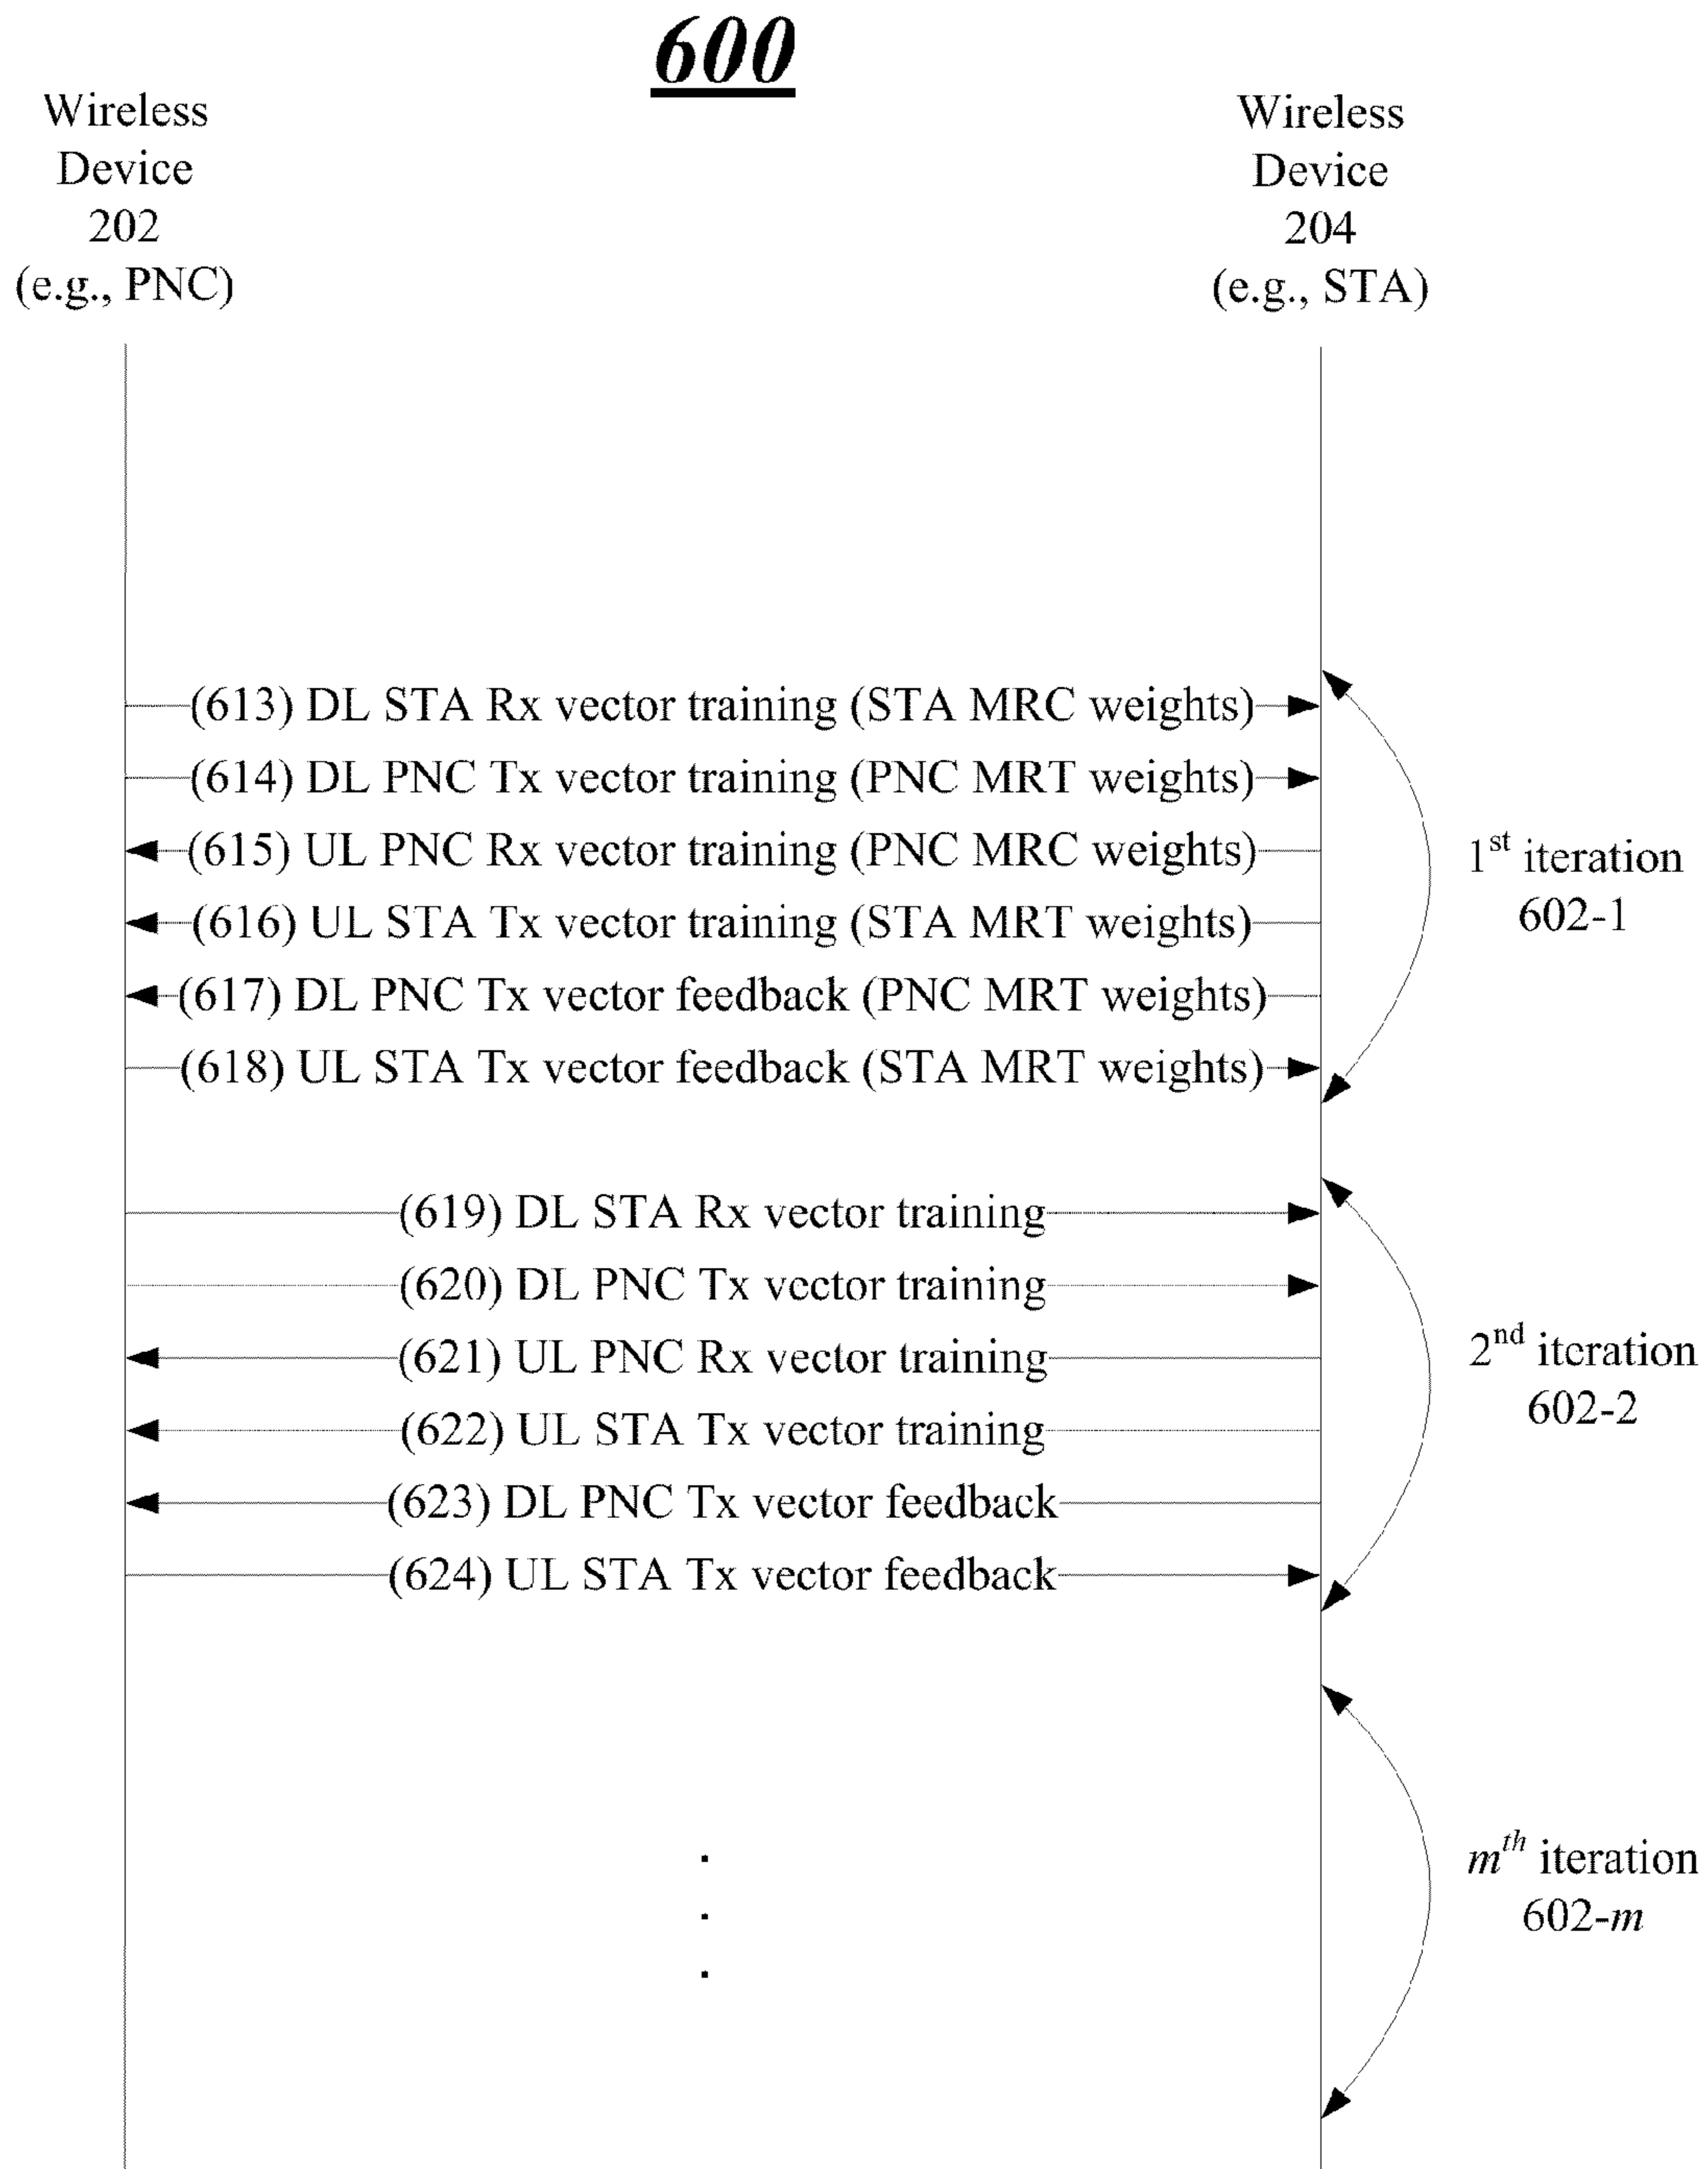 600
Wireless
Device
202
(e.g., PNC)
Wireless
Device
204
(e.g., STA)
(613) DL STA Rx vector training (STA MRC weights)
(614) DL PNC Tx vector training (PNC MRT weights)
(615) UL PNC Rx vector training (PNC MRC weights)
(616) UL STA Tx vector training (STA MRT weights)
(617) DL PNC Tx vector feedback (PNC MRT weights)
(618) UL STA Tx vector feedback (STA MRT weights)
1st iteration
602-1
(619) DL STA Rx vector training
(620) DL PNC Tx vector training
(621) UL PNC Rx vector training
(622) UL STA Tx vector training
(623) DL PNC Tx vector feedback
(624) UL STA Tx vector feedback
2nd iteration
602-2
.
.
.
mth iteration
602-m